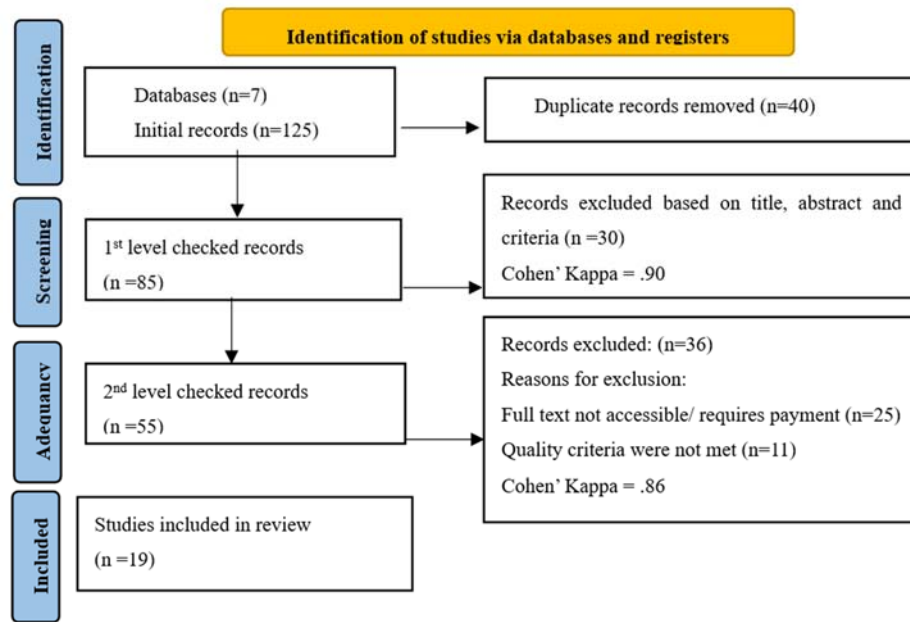 Identification of studies via databases and registers
Identification
Databases (n=7)
Initial records (n=125)
Duplicate records removed (n=40)
Screening
1st level checked records
(n =85)
Records excluded based on title, abstract and
criteria (n =30)
Cohen' Kappa = .90
Adequancy
2nd level checked records
(n =55)
Records excluded: (n=36)
Reasons for exclusion:
Full text not accessible/ requires payment (n=25)
Quality criteria were not met (n=11)
Cohen' Kappa = .86
Included
Studies included in review
(n =19)